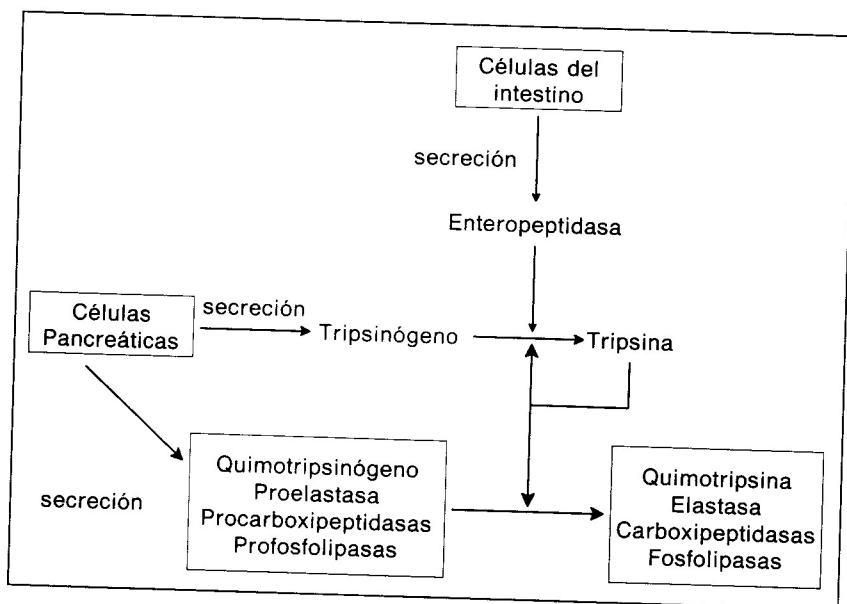 Células del
intestino
secreción
Enteropeptidasa
Células
Pancreáticas
secreción
Tripsinógeno
Tripsina
secreción
Quimotripsinógeno
Proelastasa
Procarboxipeptidasas
Profosfolipasas
Quimotripsina
Elastasa
Carboxipeptidasas
Fosfolipasas